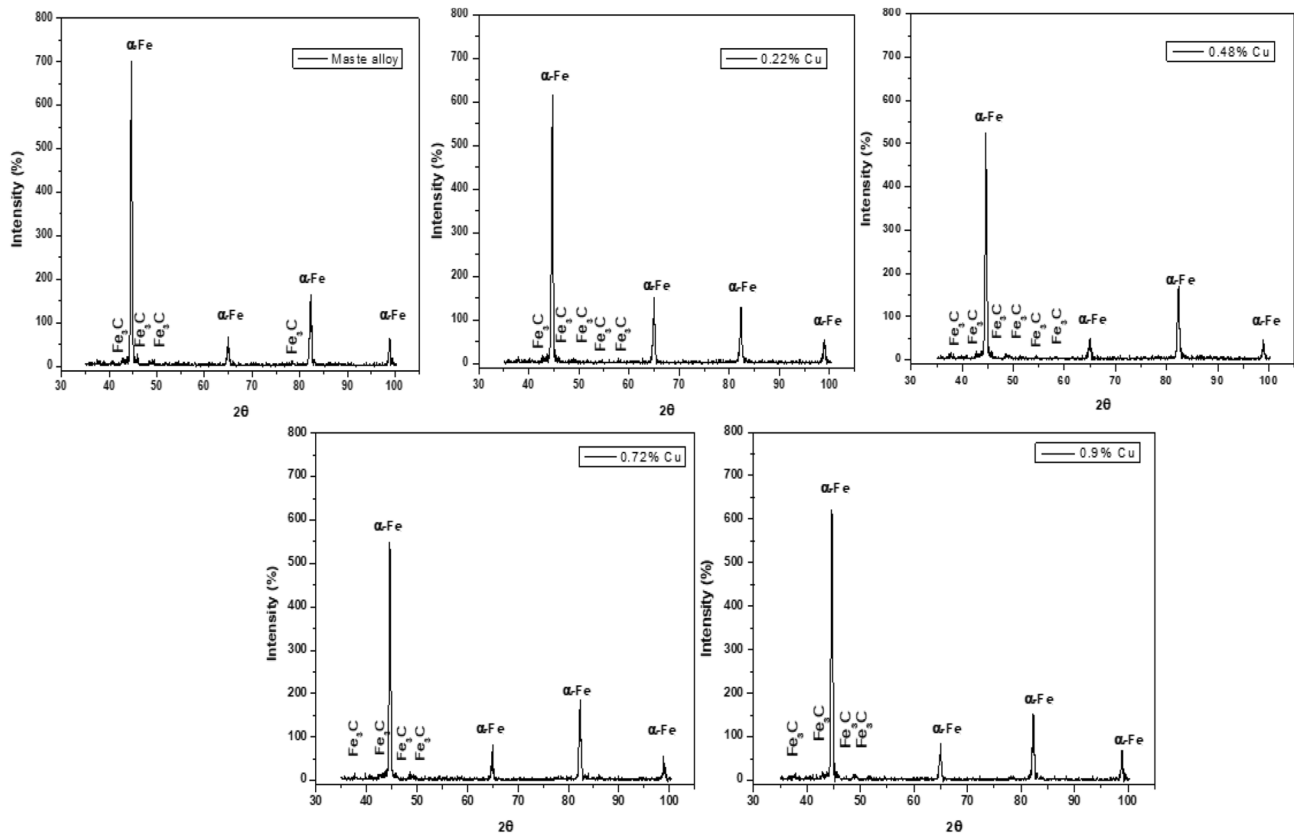 800
700
600
500
400
300
200
100
0
Intensity (%)
α-Fe
Maste alloy
Fe₃C
Fe₃C
Fe₃C
α-Fe
Fe₃C
α-Fe
α-Fe
30 40 50 60 70 80 90 100
2θ
800
700
600
500
400
300
200
100
0
Intensity (%)
α-Fe
0.22% Cu
Fe₃C
Fe₃C
Fe₃C
Fe₃C
Fe₃C
α-Fe
α-Fe
α-Fe
30 40 50 60 70 80 90 100
2θ
800
700
600
500
400
300
200
100
0
Intensity (%)
α-Fe
0.48% Cu
Fe₃C
Fe₃C
Fe₃C
Fe₃C
Fe₃C
Fe₃C
α-Fe
α-Fe
α-Fe
30 40 50 60 70 80 90 100
2θ
800
700
600
500
400
300
200
100
0
Intensity (%)
α-Fe
0.72% Cu
Fe₃C
Fe₃C
Fe₃C
Fe₃C
α-Fe
α-Fe
α-Fe
30 40 50 60 70 80 90 100
2θ
800
700
600
500
400
300
200
100
0
Intensity (%)
α-Fe
0.9% Cu
Fe₃C
Fe₃C
Fe₃C
Fe₃C
α-Fe
α-Fe
α-Fe
30 40 50 60 70 80 90 100
2θ